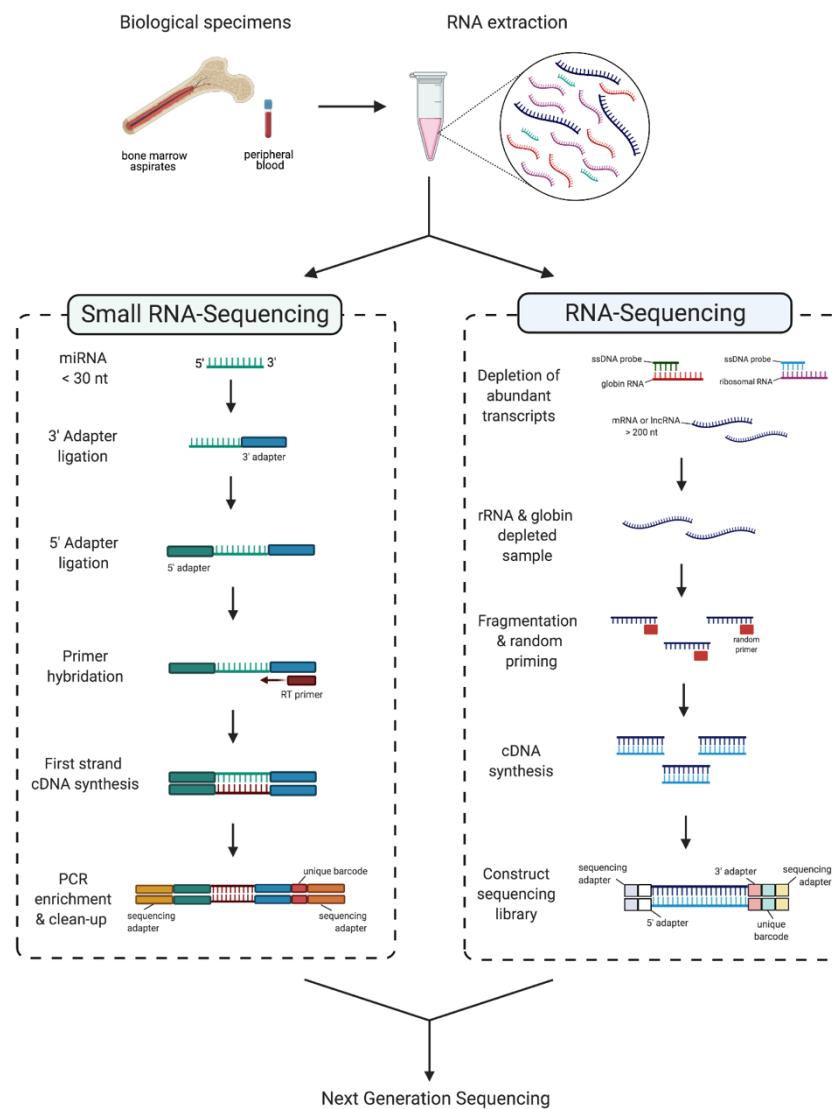 Biological specimens
RNA extraction
bone marrow
aspirates
peripheral
blood
Small RNA-Sequencing
miRNA
< 30 nt
5'
3'
3' Adapter
ligation
3' adapter
5' Adapter
ligation
5' adapter
Primer
hybridation
RT primer
First strand
cDNA synthesis
PCR
enrichment
& clean-up
unique barcode
sequencing
adapter
sequencing
adapter
RNA-Sequencing
Depletion of
abundant
transcripts
ssDNA probe
globin RNA
ssDNA probe
ribosomal RNA
mRNA or lncRNA
> 200 nt
rRNA & globin
depleted
sample
Fragmentation
& random
priming
random
primer
cDNA
synthesis
Construct
sequencing
library
sequencing
adapter
3' adapter
sequencing
adapter
5' adapter
unique
barcode
Next Generation Sequencing